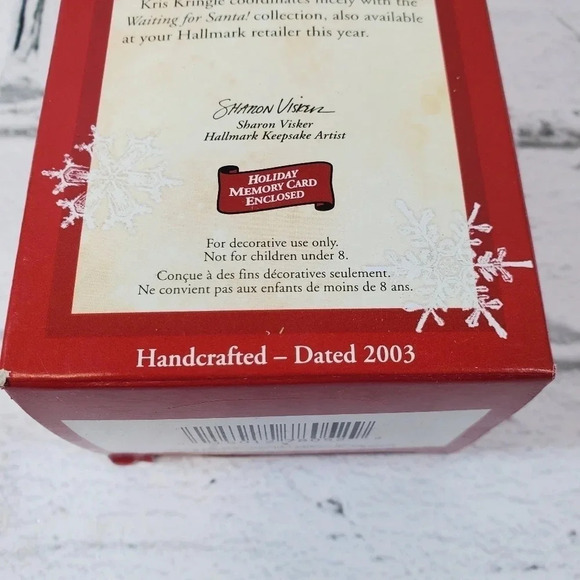 Kris Kringle coordinates nicely with the
Waiting for Santa! collection, also available
at your Hallmark retailer this year.
Sharon Visker
Sharon Visker
Hallmark Keepsake Artist
HOLIDAY
MEMORY CARD
ENCLOSED
For decorative use only.
Not for children under 8.
Conçue à des fins décoratives seulement.
Ne convient pas aux enfants de moins de 8 ans.
Handcrafted – Dated 2003